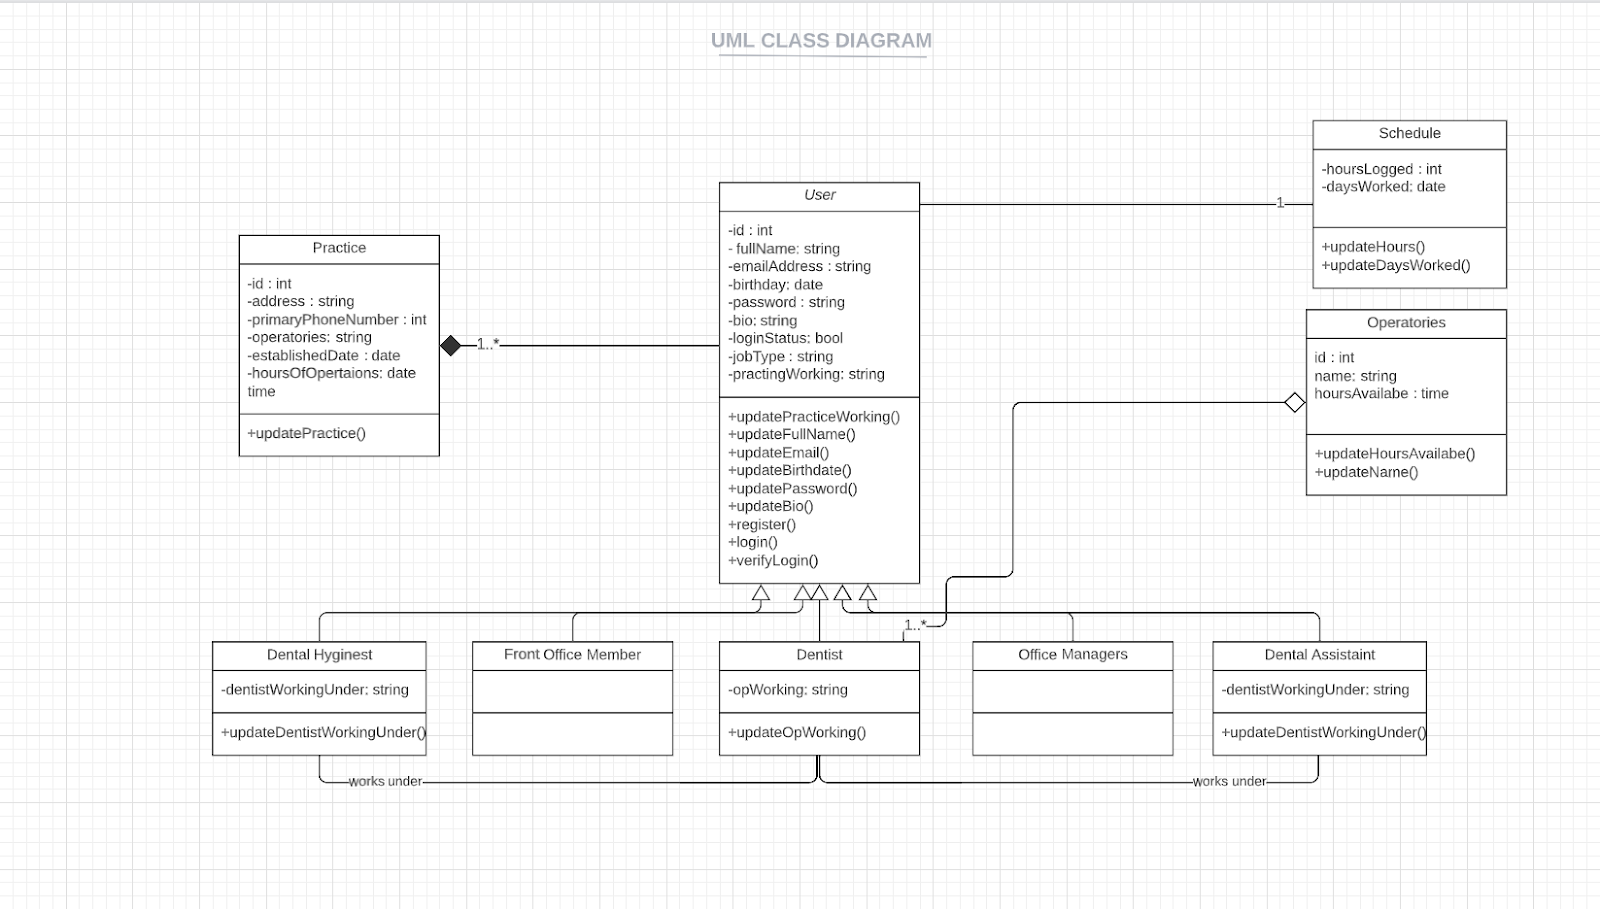 UML CLASS DIAGRAM
Schedule
-hoursLogged : int
-daysWorked: date
+updateHours()
+updateDaysWorked()
1
User
-id : int
- fullName: string
-emailAddress : string
-birthday: date
-password : string
-bio: string
-loginStatus: bool
-jobType : string
-practingWorking: string
+updatePracticeWorking()
+updateFullName()
+updateEmail()
+updateBirthdate()
+updatePassword()
+updateBio()
+register()
+login()
+verifyLogin()
Practice
-id : int
-address : string
-primaryPhoneNumber : int
-operatories: string
-establishedDate : date
-hoursOfOpertaions: date
time
+updatePractice()
1..*
Operatories
id : int
name: string
hoursAvailabe : time
+updateHoursAvailabe()
+updateName()
1..*
Dental Hyginest
-dentistWorkingUnder: string
+updateDentistWorkingUnder()
Front Office Member
Dentist
-opWorking: string
+updateOpWorking()
Office Managers
Dental Assistaint
-dentistWorkingUnder: string
+updateDentistWorkingUnder()
works under
works under